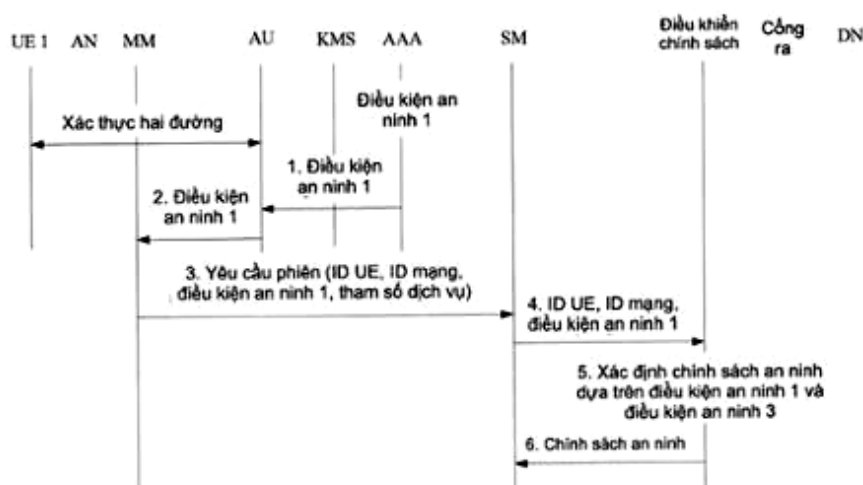 UE 1 AN MM AU KMS AAA SM Điều khiển
chính sách Cổng
ra DN
Điều kiện an
ninh 1
Xác thực hai đường
1. Điều kiện
an ninh 1
2. Điều kiện
an ninh 1
3. Yêu cầu phiên (ID UE, ID mạng,
điều kiện an ninh 1, tham số dịch vụ)
4. ID UE, ID mạng,
điều kiện an ninh 1
5. Xác định chính sách an ninh
dựa trên điều kiện an ninh 1 và
điều kiện an ninh 3
6. Chính sách an ninh